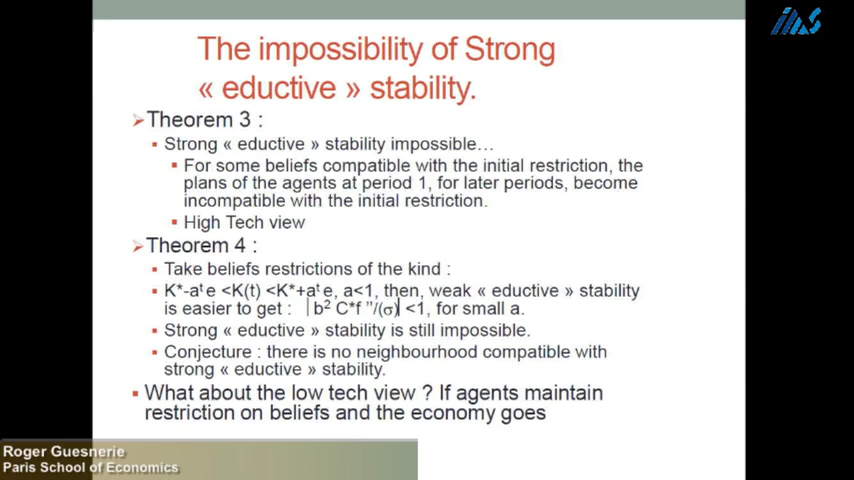 The impossibility of Strong
« eductive » stability.
Theorem 3 :
Strong « eductive » stability impossible…
For some beliefs compatible with the initial restriction, the
plans of the agents at period 1, for later periods, become
incompatible with the initial restriction.
High Tech view
Theorem 4 :
Take beliefs restrictions of the kind :
K*-aᵗe <K(t) <K*+aᵗe, a<1, then, weak « eductive » stability
is easier to get : | b² C*f ''/(σ)| <1, for small a.
Strong « eductive » stability is still impossible.
Conjecture : there is no neighbourhood compatible with
strong « eductive » stability.
What about the low tech view ? If agents maintain
restriction on beliefs and the economy goes
Roger Guesnerie
Paris School of Economics